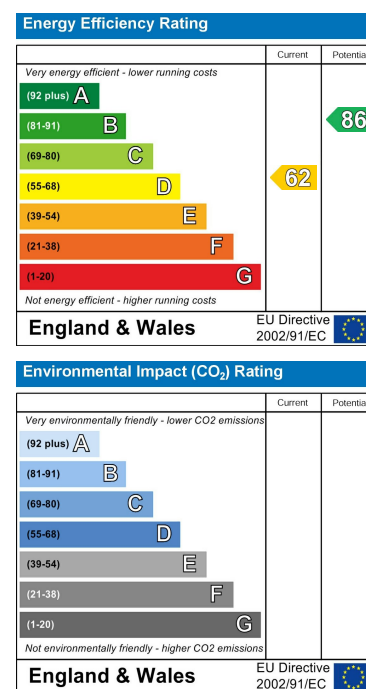 Energy Efficiency Rating
Current Potentia
Very energy efficient - lower running costs
(92 plus) A
(81-91) B
86
(69-80) C
(55-68) D
62
(39-54) E
(21-38) F
(1-20) G
Not energy efficient - higher running costs
England & Wales
EU Directive
2002/91/EC
Environmental Impact (CO₂) Rating
Current Potentia
Very environmentally friendly - lower CO2 emissions
(92 plus) A
(81-91) B
(69-80) C
(55-68) D
(39-54) E
(21-38) F
(1-20) G
Not environmentally friendly - higher CO2 emissions
England & Wales
EU Directive
2002/91/EC